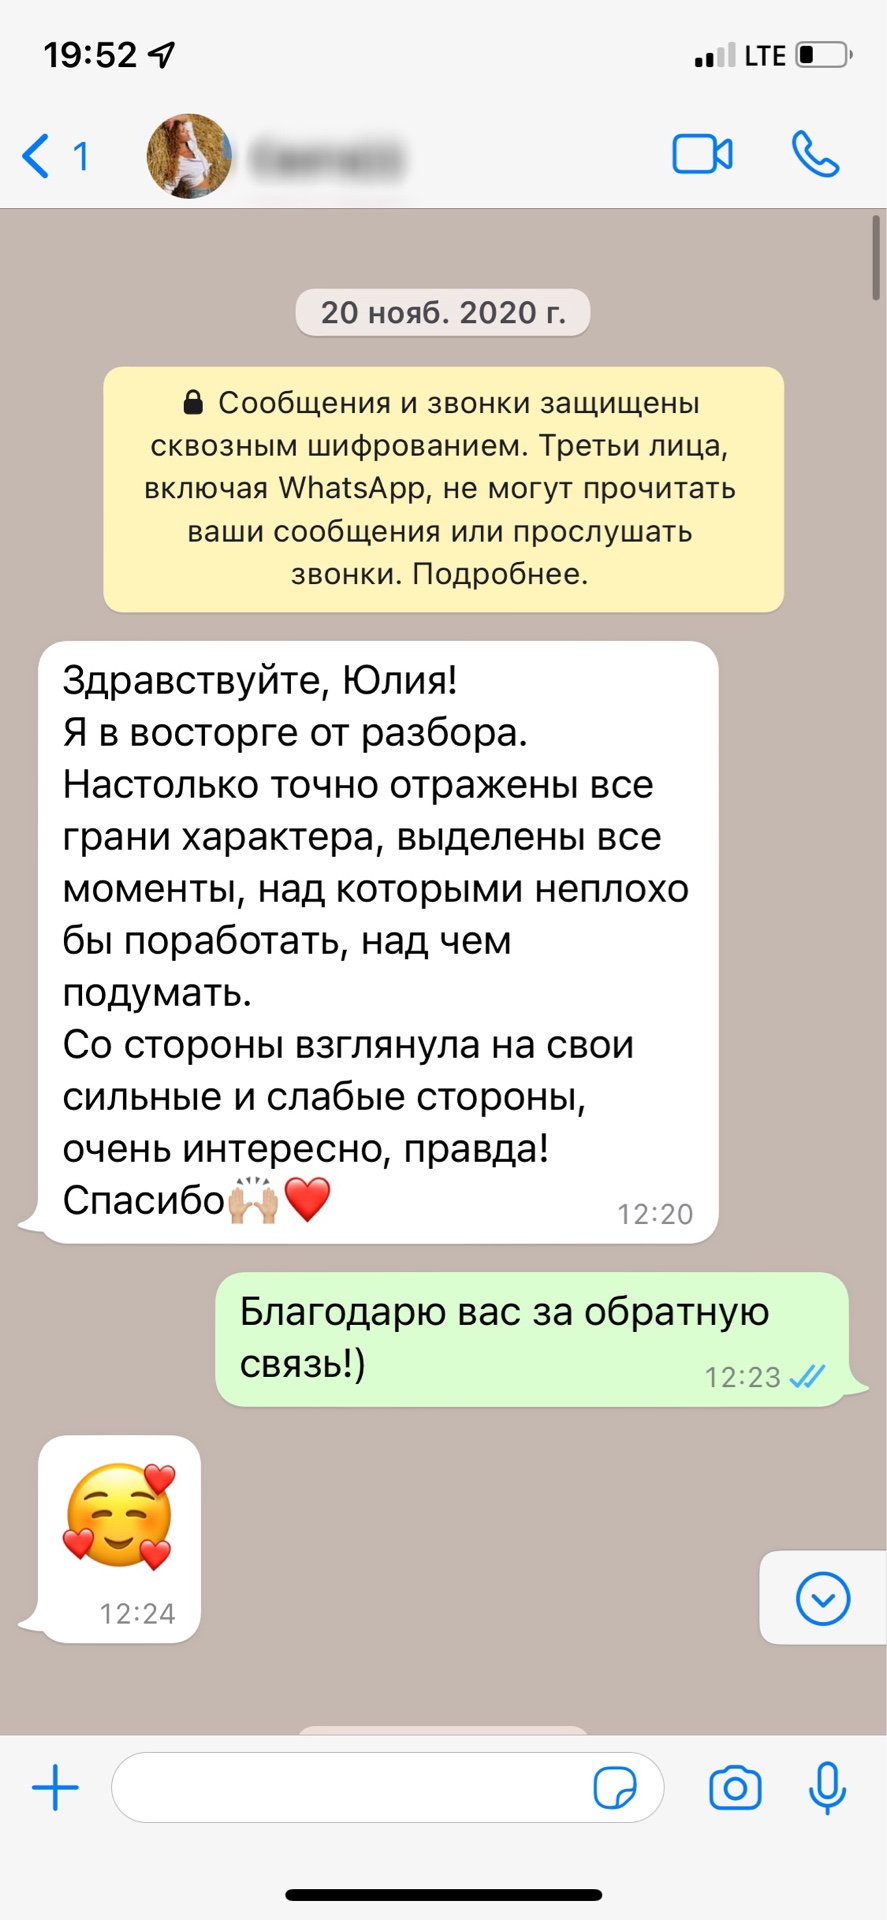 19:52
LTE
1
20 нояб. 2020 г.
Сообщения и звонки защищены
сквозным шифрованием. Третьи лица,
включая WhatsApp, не могут прочитать
ваши сообщения или прослушать
звонки. Подробнее.
Здравствуйте, Юлия!
Я в восторге от разбора.
Настолько точно отражены все
грани характера, выделены все
моменты, над которыми неплохо
бы поработать, над чем
подумать.
Со стороны взглянула на свои
сильные и слабые стороны,
очень интересно, правда!
Спасибо🙌🏼❤️
12:20
Благодарю вас за обратную
связь!)
12:23
🥰
12:24